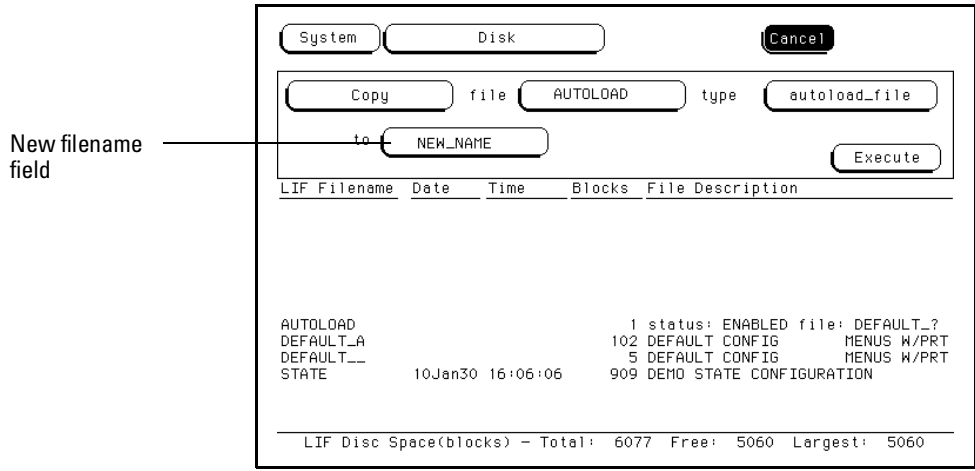 System Disk Cancel
Copy file AUTOLOAD type autoload_file
New filename field
to NEW_NAME
Execute
LIF Filename Date Time Blocks File Description
AUTOLOAD 1 status: ENABLED file: DEFAULT_?
DEFAULT_A 102 DEFAULT CONFIG MENUS W/PRT
DEFAULT__ 5 DEFAULT CONFIG MENUS W/PRT
STATE 10Jan30 16:06:06 909 DEMO STATE CONFIGURATION
LIF Disc Space(blocks) – Total: 6077 Free: 5060 Largest: 5060